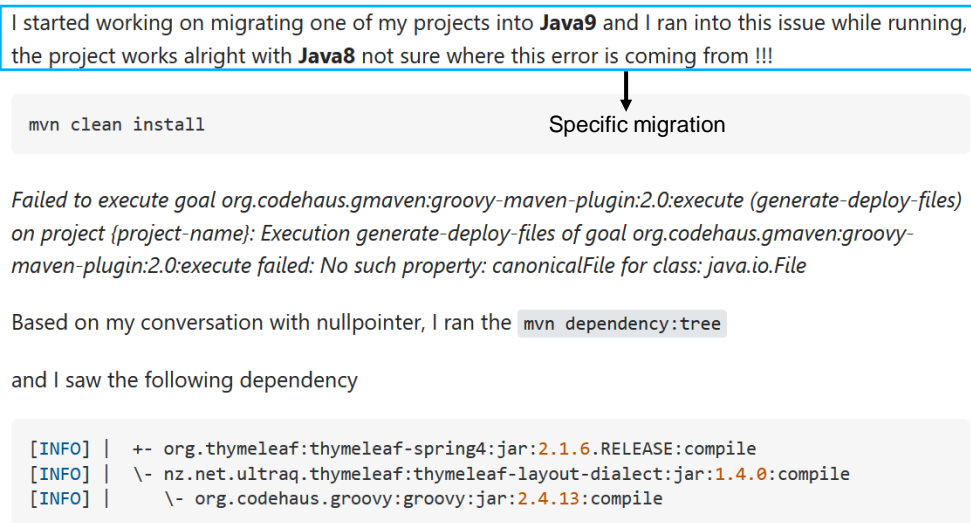 I started working on migrating one of my projects into Java9 and I ran into this issue while running,
the project works alright with Java8 not sure where this error is coming from !!!
mvn clean install
Specific migration
Failed to execute goal org.codehaus.gmaven:groovy-maven-plugin:2.0:execute (generate-deploy-files)
on project {project-name}: Execution generate-deploy-files of goal org.codehaus.gmaven:groovy-
maven-plugin:2.0:execute failed: No such property: canonicalFile for class: java.io.File
Based on my conversation with nullpointer, I ran the mvn dependency:tree
and I saw the following dependency
[INFO] |  +- org.thymeleaf:thymeleaf-spring4:jar:2.1.6.RELEASE:compile
[INFO] |  \- nz.net.ultraq.thymeleaf:thymeleaf-layout-dialect:jar:1.4.0:compile
[INFO] |     \- org.codehaus.groovy:groovy:jar:2.4.13:compile